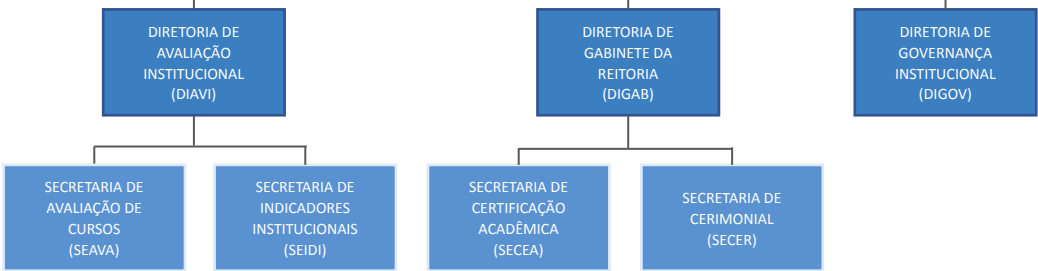 DIRETORIA DE
AVALIAÇÃO
INSTITUCIONAL
(DIAVI)
DIRETORIA DE
GABINETE DA
REITORIA
(DIGAB)
DIRETORIA DE
GOVERNANÇA
INSTITUCIONAL
(DIGOV)
SECRETARIA DE
AVALIAÇÃO DE
CURSOS
(SEAVA)
SECRETARIA DE
INDICADORES
INSTITUCIONAIS
(SEIDI)
SECRETARIA DE
CERTIFICAÇÃO
ACADÊMICA
(SECEA)
SECRETARIA DE
CERIMONIAL
(SECER)